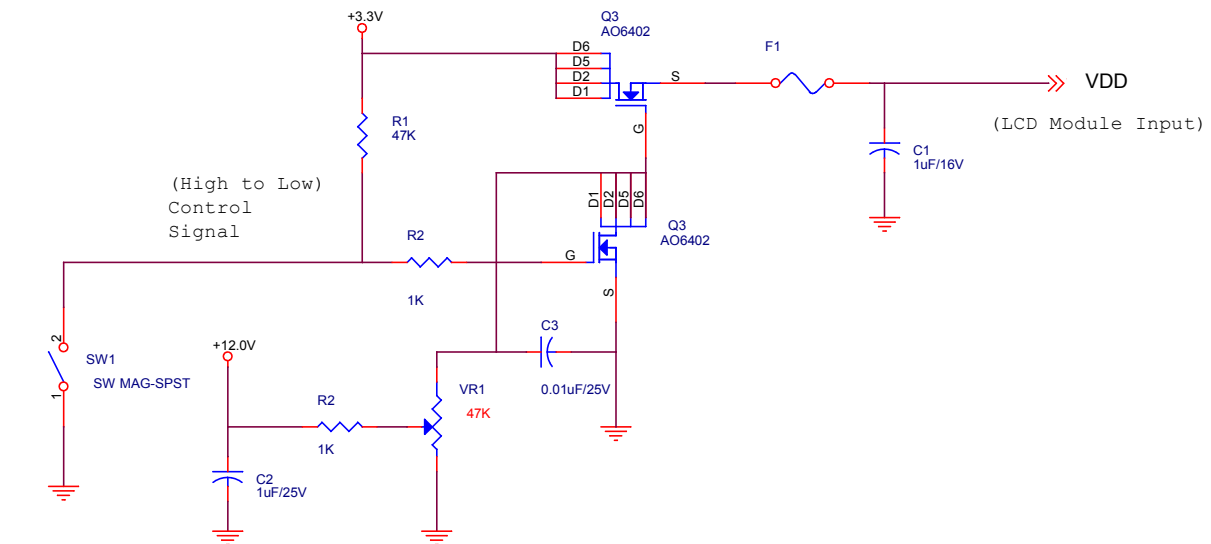 +3.3V
Q3
AO6402
D6
D5
D2
D1
S
G
F1
VDD
(LCD Module Input)
C1
1uF/16V
R1
47K
(High to Low)
Control
Signal
R2
1K
G
D1
D2
D5
D6
Q3
AO6402
S
C3
0.01uF/25V
2
1
SW1
SW MAG-SPST
+12.0V
R2
1K
VR1
47K
C2
1uF/25V